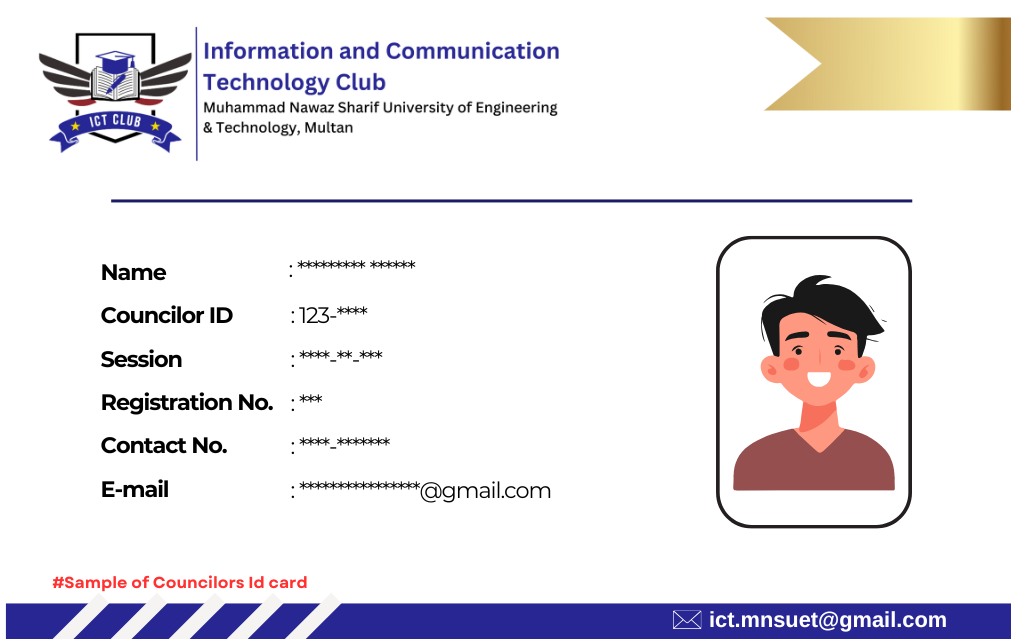 Information and Communication
Technology Club
Muhammad Nawaz Sharif University of Engineering
& Technology, Multan
ICT CLUB
Name : ********* ******
Councilor ID : 123-****
Session : ****-**-***
Registration No. : ***
Contact No. : ****-*******
E-mail : ****************@gmail.com
#Sample of Councilors Id card
ict.mnsuet@gmail.com